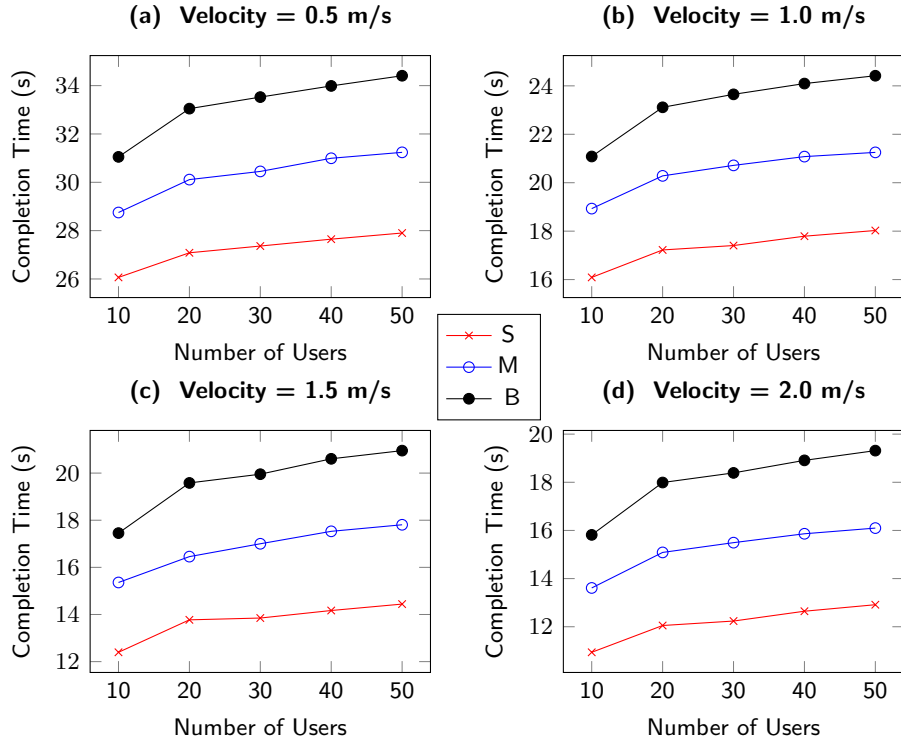 (a) Velocity = 0.5 m/s
Completion Time (s)
34
32
30
28
26
10 20 30 40 50
Number of Users
(b) Velocity = 1.0 m/s
Completion Time (s)
24
22
20
18
16
10 20 30 40 50
Number of Users
S
M
B
(c) Velocity = 1.5 m/s
Completion Time (s)
20
18
16
14
12
10 20 30 40 50
Number of Users
(d) Velocity = 2.0 m/s
Completion Time (s)
20
18
16
14
12
10 20 30 40 50
Number of Users